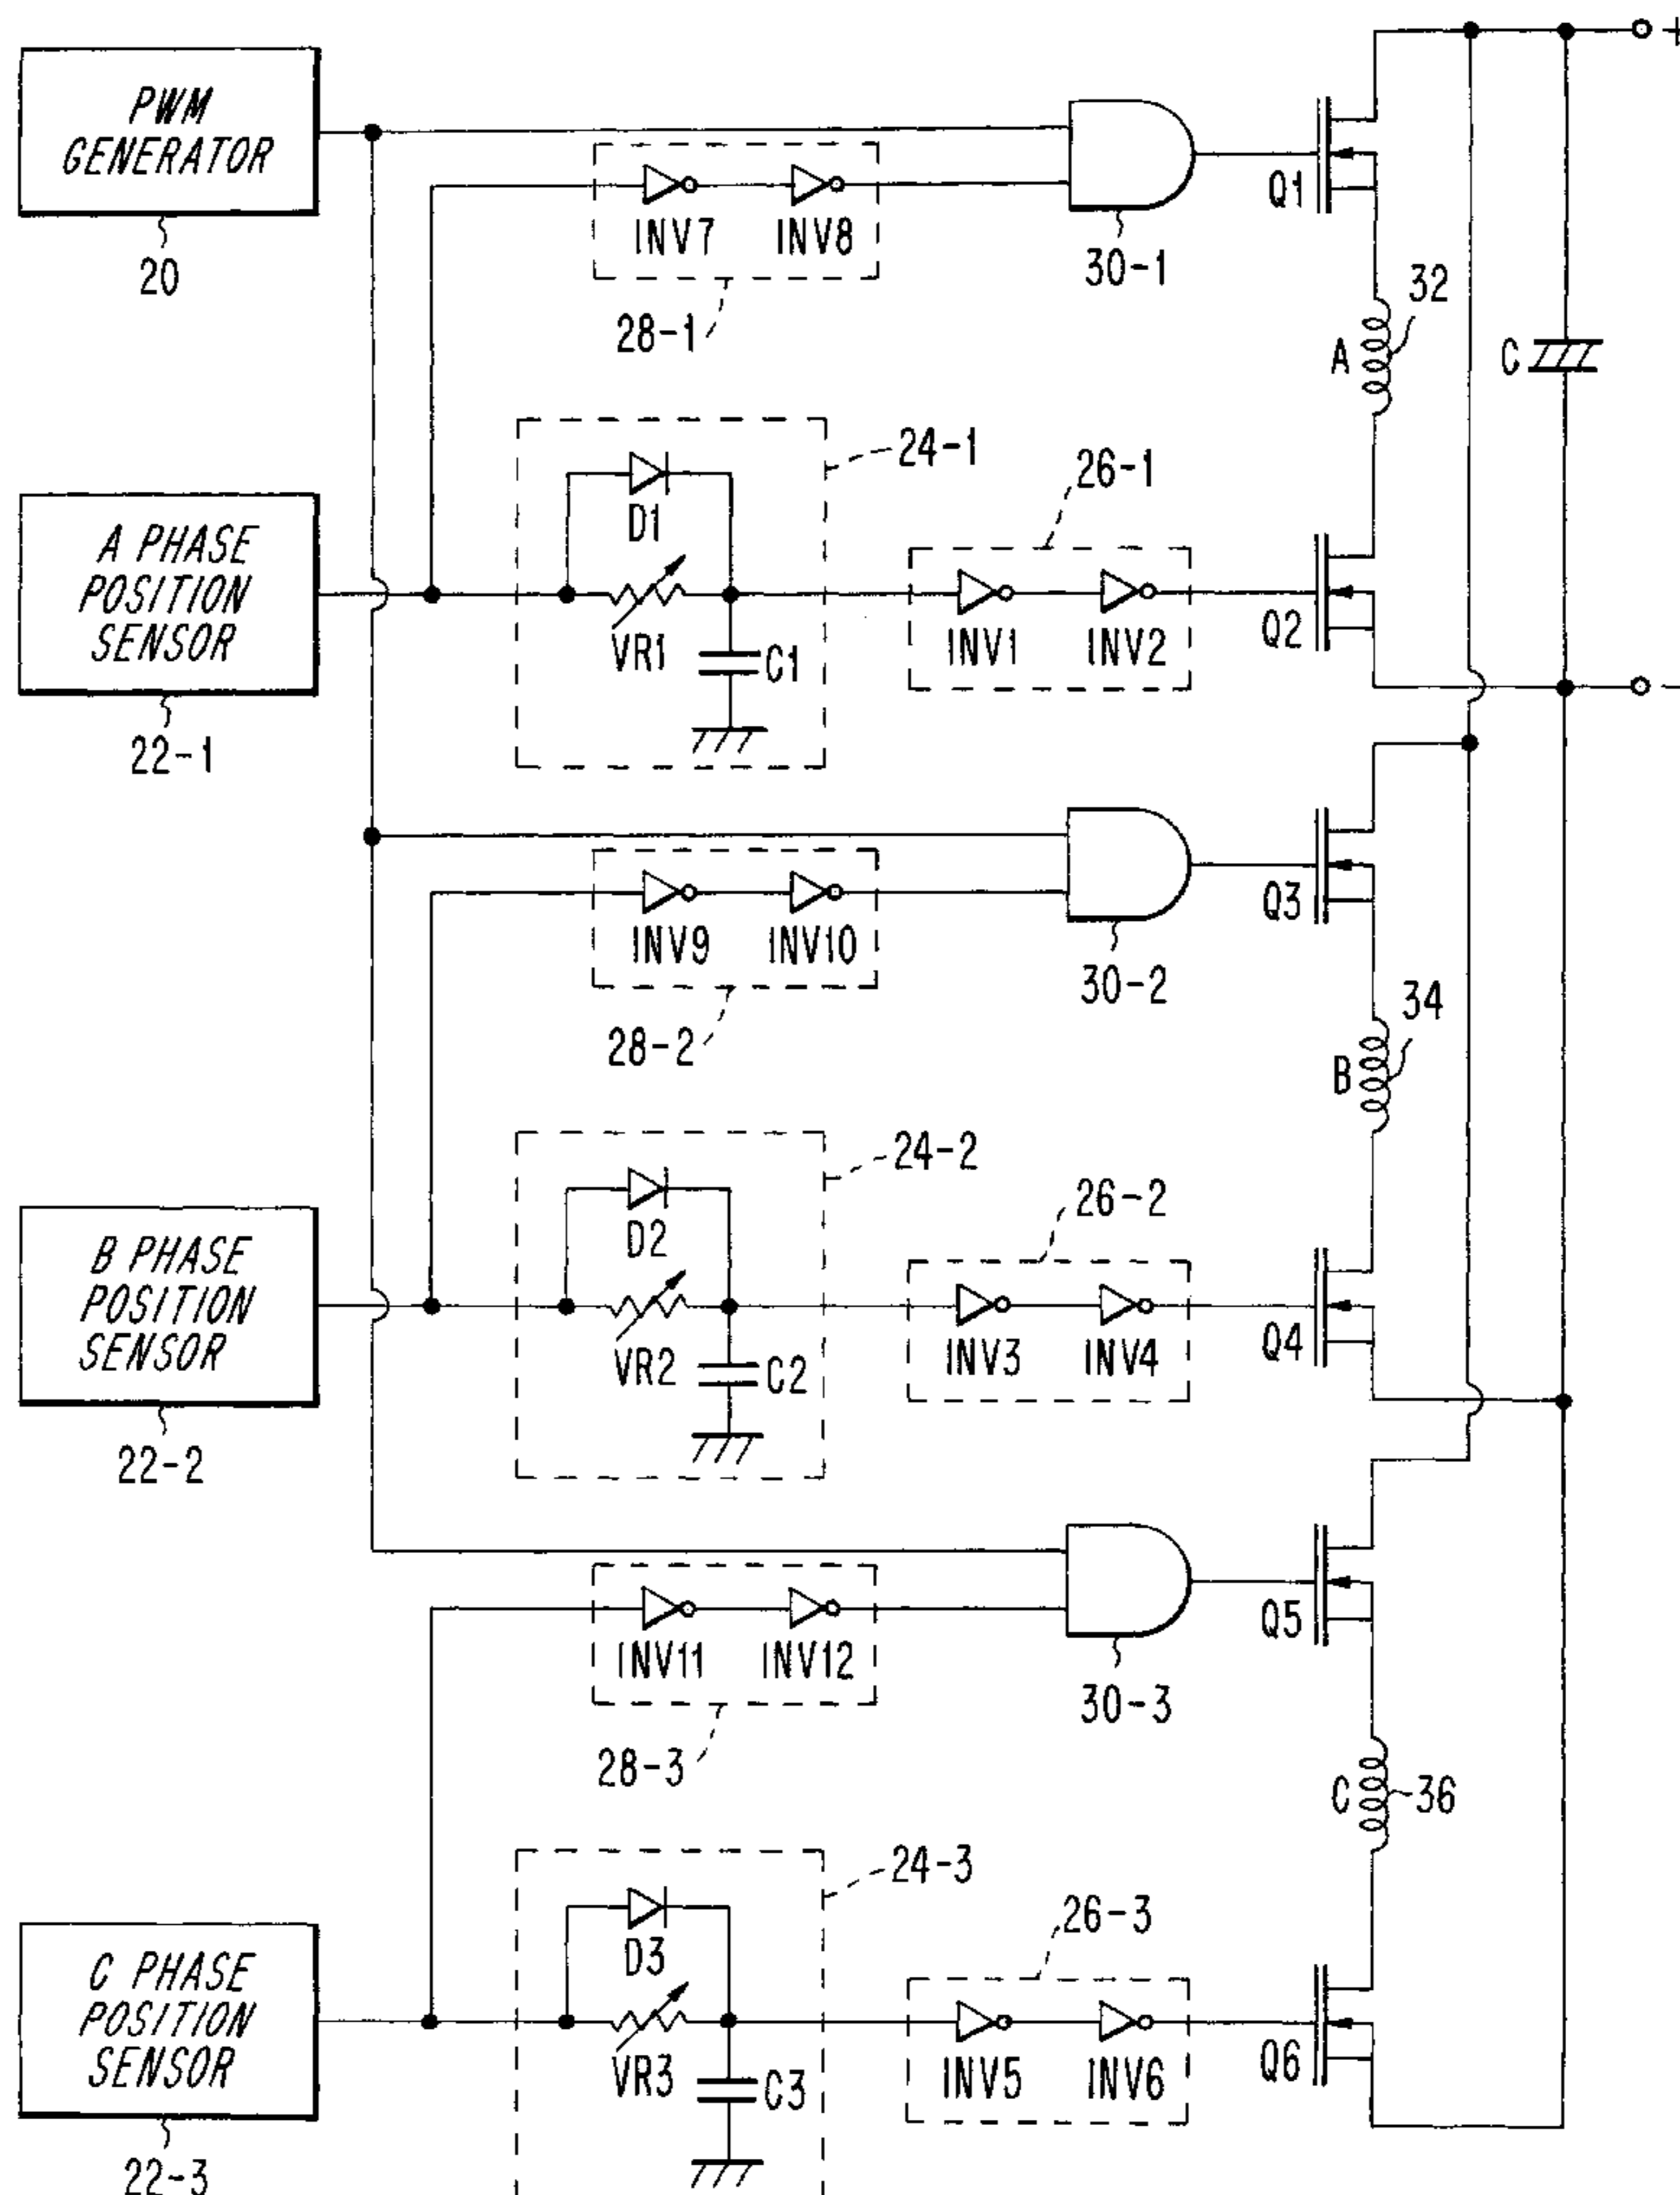 PWM
GENERATOR
20
INV7
INV8
28-1
30-1
Q1
+
32
A
C
A PHASE
POSITION
SENSOR
22-1
24-1
D1
VR1
C1
26-1
INV1
INV2
Q2
-
INV9
INV10
28-2
30-2
Q3
34
B
B PHASE
POSITION
SENSOR
22-2
24-2
D2
VR2
C2
26-2
INV3
INV4
Q4
INV11
INV12
28-3
30-3
Q5
C
36
C PHASE
POSITION
SENSOR
22-3
24-3
D3
VR3
C3
26-3
INV5
INV6
Q6